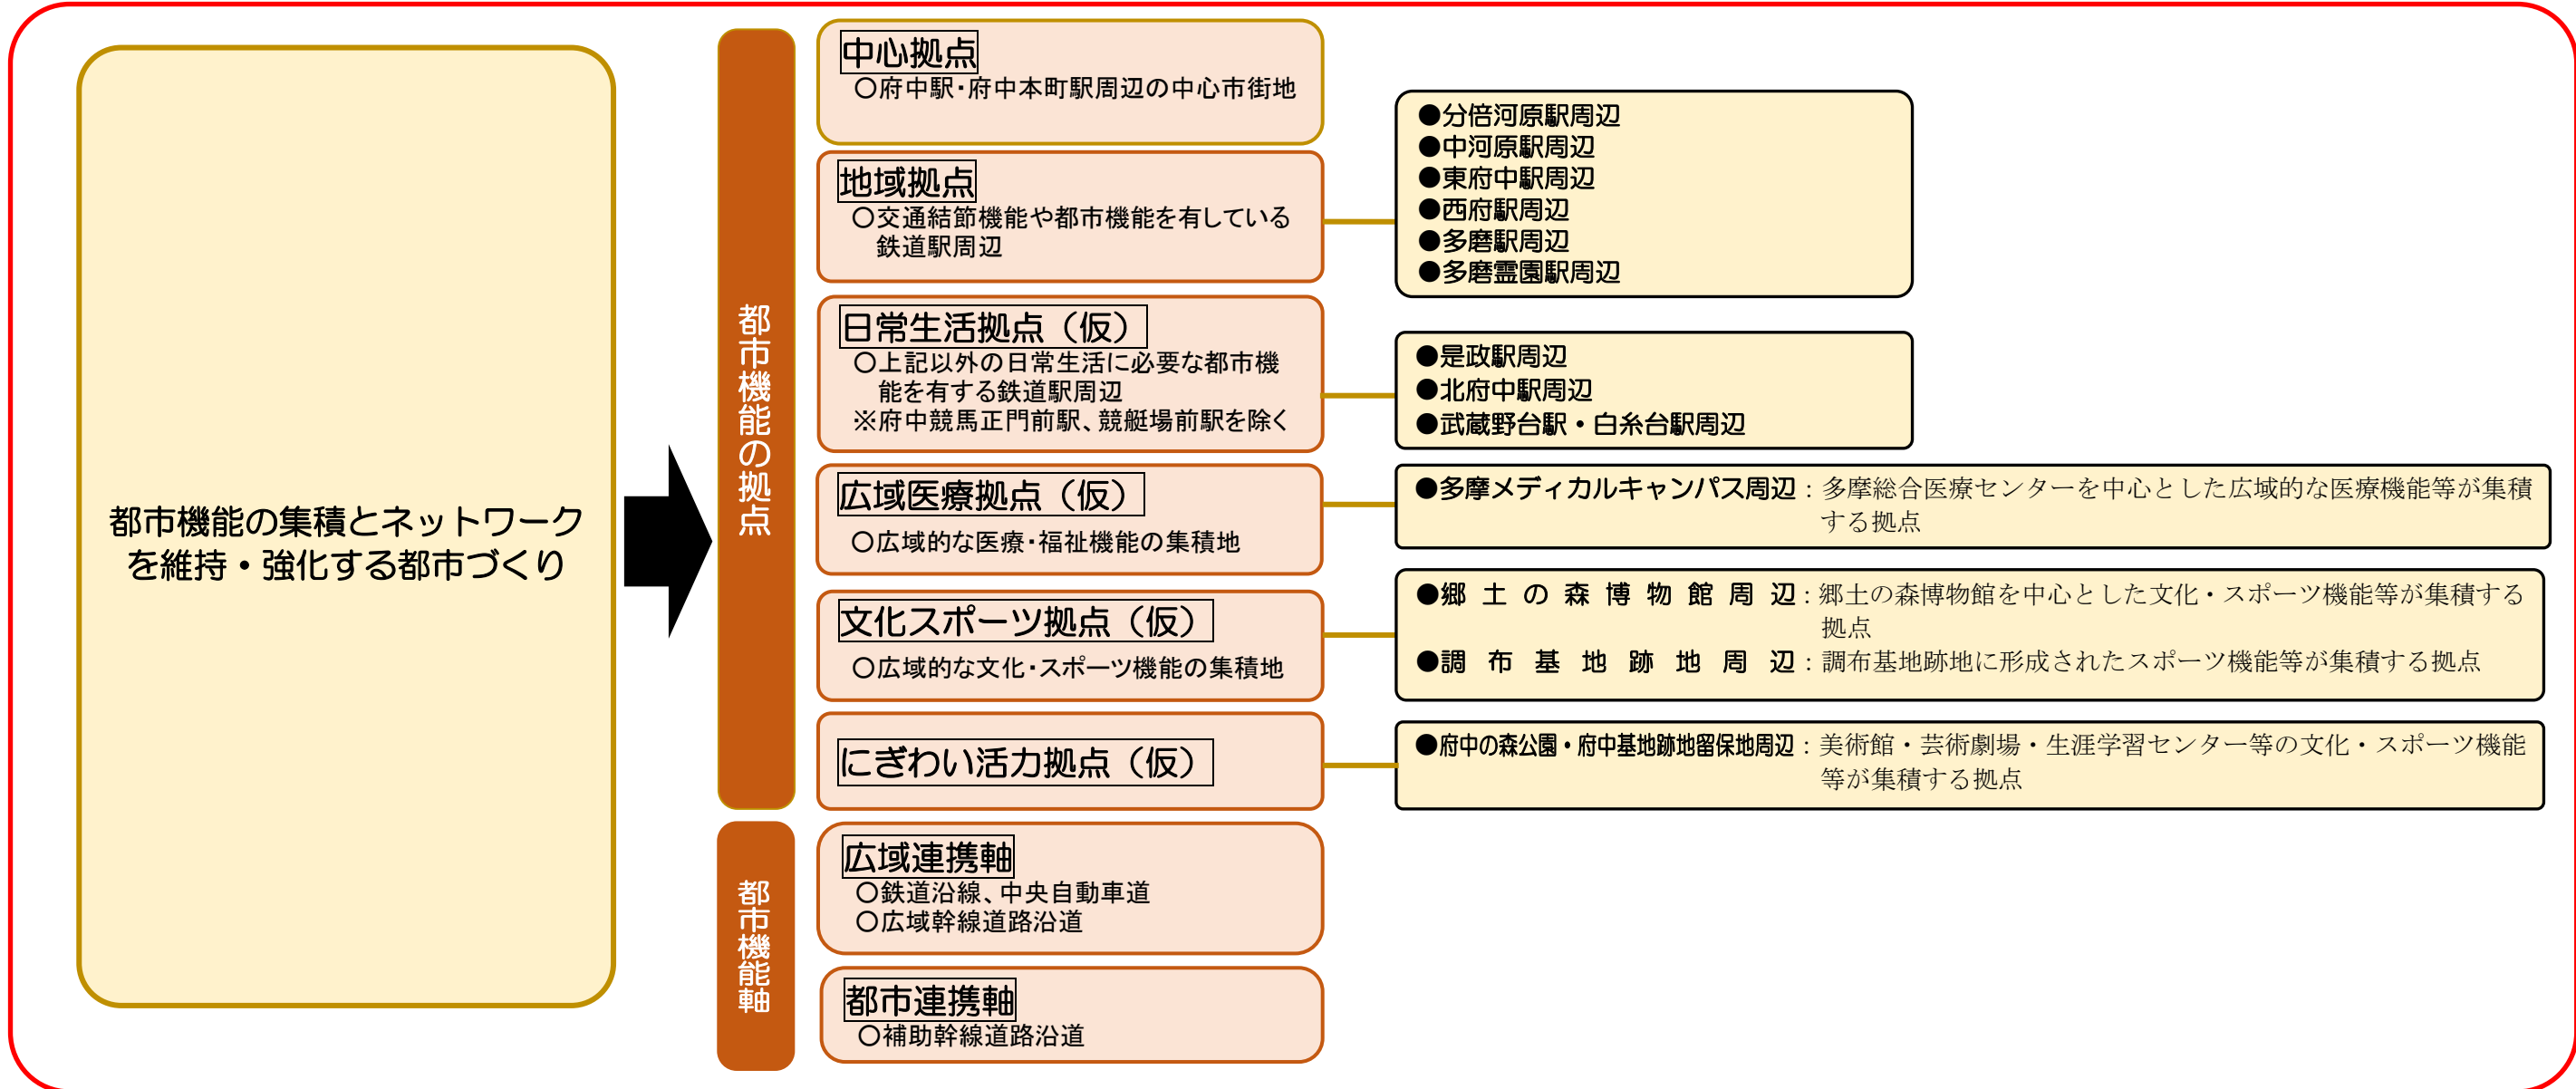 都市機能の集積とネットワーク
を維持・強化する都市づくり
都市機能の拠点
中心拠点
○府中駅・府中本町駅周辺の中心市街地
地域拠点
○交通結節機能や都市機能を有している
鉄道駅周辺
●分倍河原駅周辺
●中河原駅周辺
●東府中駅周辺
●西府駅周辺
●多磨駅周辺
●多磨霊園駅周辺
日常生活拠点（仮）
○上記以外の日常生活に必要な都市機
能を有する鉄道駅周辺
※府中競馬正門前駅、競艇場前駅を除く
●是政駅周辺
●北府中駅周辺
●武蔵野台駅・白糸台駅周辺
広域医療拠点（仮）
○広域的な医療・福祉機能の集積地
●多摩メディカルキャンパス周辺：多摩総合医療センターを中心とした広域的な医療機能等が集積
する拠点
文化スポーツ拠点（仮）
○広域的な文化・スポーツ機能の集積地
●郷土の森博物館周辺：郷土の森博物館を中心とした文化・スポーツ機能等が集積する
拠点
●調布基地跡地周辺：調布基地跡地に形成されたスポーツ機能等が集積する拠点
にぎわい活力拠点（仮）
●府中の森公園・府中基地跡地留保地周辺：美術館・芸術劇場・生涯学習センター等の文化・スポーツ機能
等が集積する拠点
都市機能軸
広域連携軸
○鉄道沿線、中央自動車道
○広域幹線道路沿道
都市連携軸
○補助幹線道路沿道